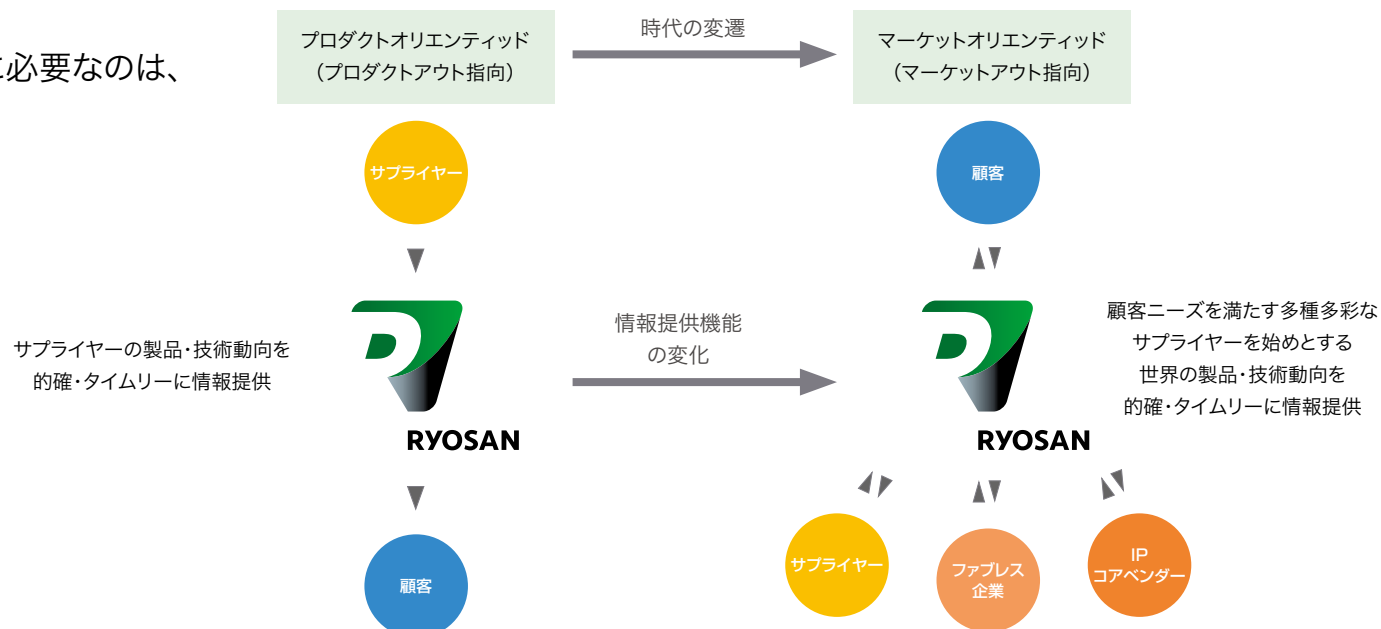 に必要なのは、
プロダクトオリエンティッド
（プロダクトアウト指向）
時代の変遷
マーケットオリエンティッド
（マーケットアウト指向）
サプライヤー
顧客
サプライヤーの製品・技術動向を
的確・タイムリーに情報提供
RYOSAN
情報提供機能
の変化
RYOSAN
顧客ニーズを満たす多種多彩な
サプライヤーを始めとする
世界の製品・技術動向を
的確・タイムリーに情報提供
顧客
サプライヤー
ファブレス
企業
IP
コアベンダー